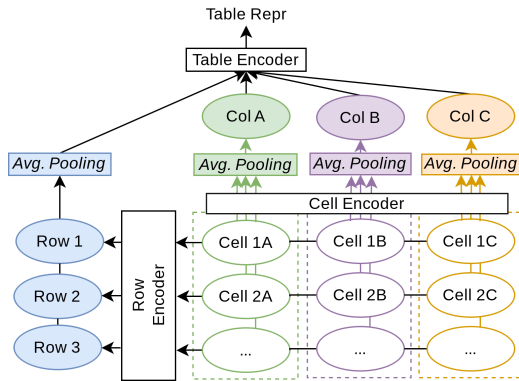 Table Repr
Table Encoder
Col A
Col B
Col C
Avg. Pooling
Avg. Pooling
Avg. Pooling
Avg. Pooling
Cell Encoder
Row 1
Cell 1A
Cell 1B
Cell 1C
Row
Encoder
Row 2
Cell 2A
Cell 2B
Cell 2C
Row 3
...
...
...